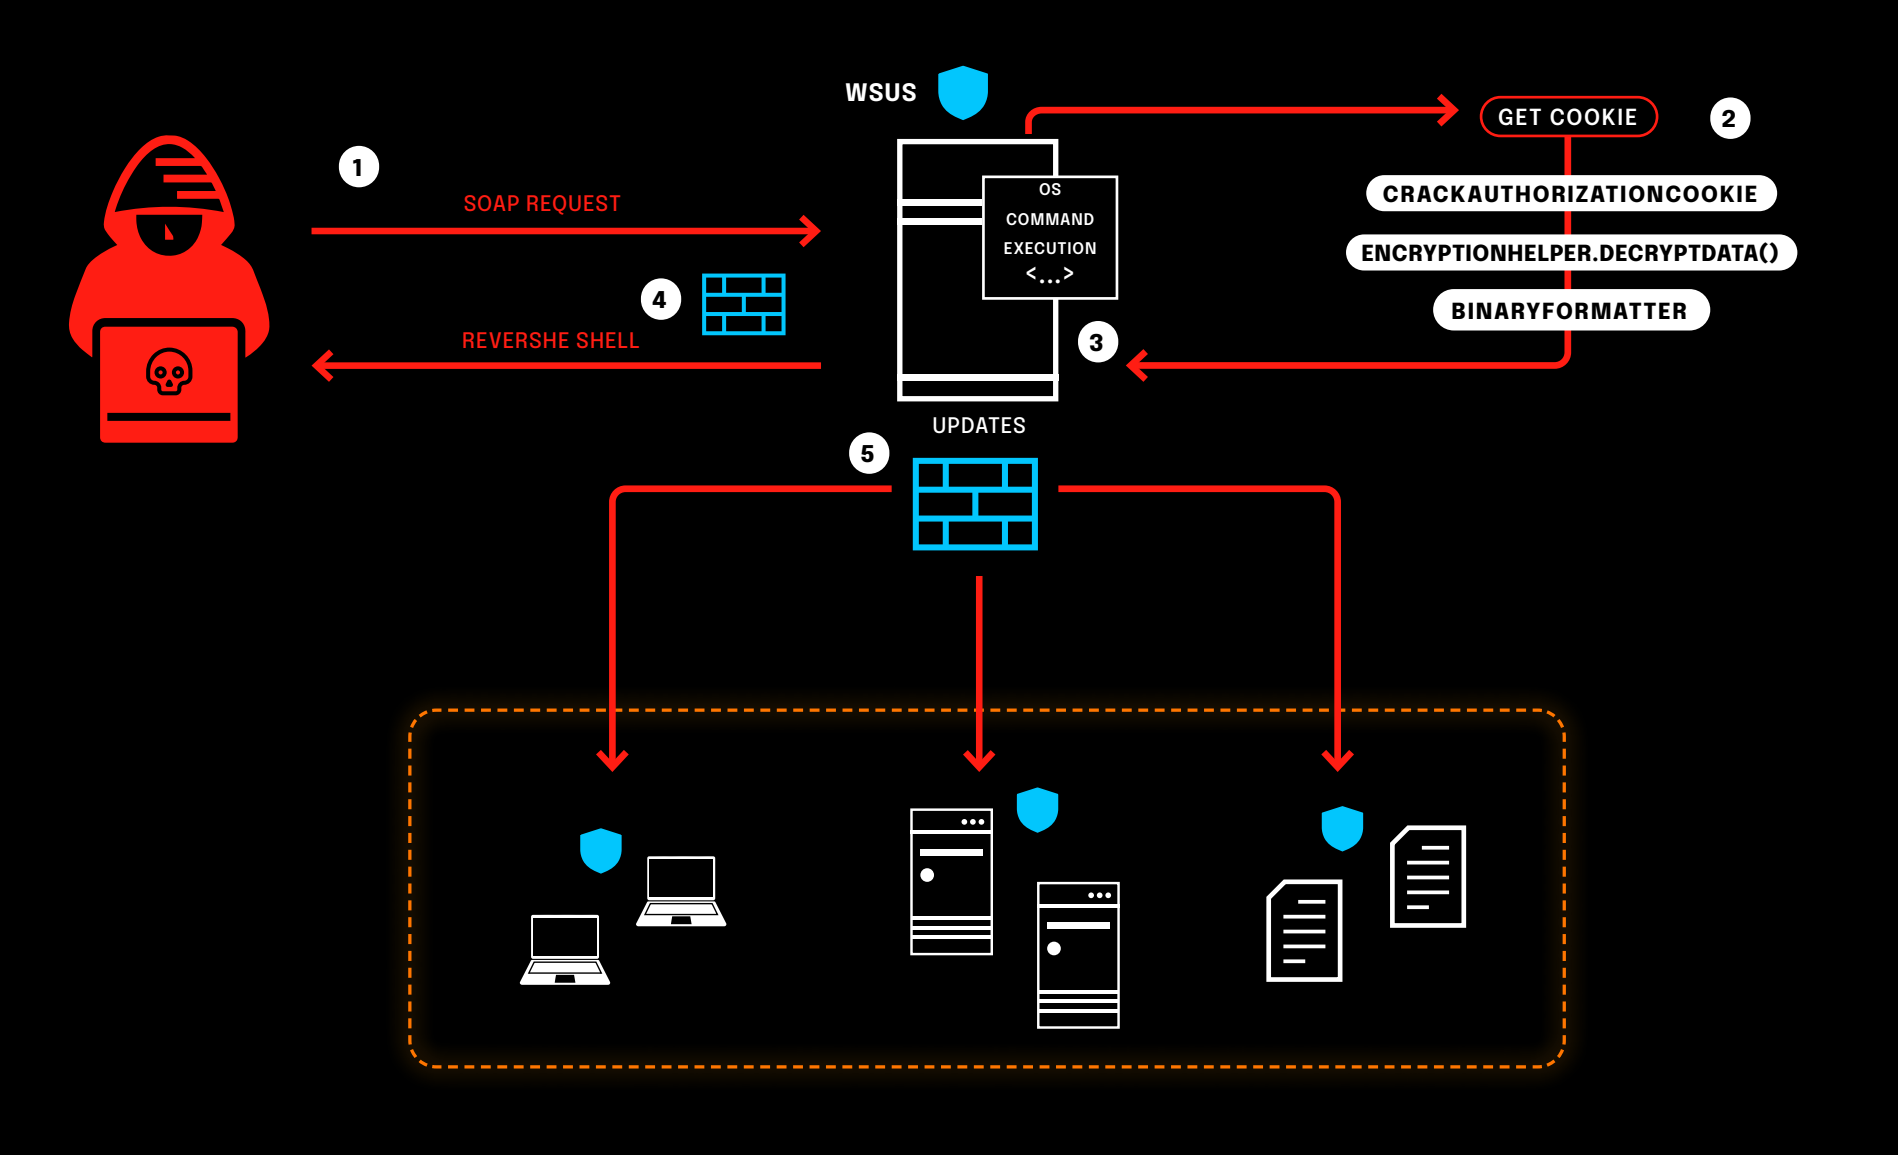 WSUS
GET COOKIE
2
1
SOAP REQUEST
OS
COMMAND
EXECUTION
<...>
CRACKAUTHORIZATIONCOOKIE
ENCRYPTIONHELPER.DECRYPTDATA()
BINARYFORMATTER
4
REVERSHE SHELL
3
UPDATES
5